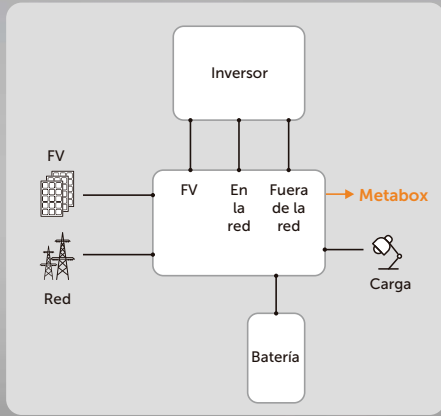 Inversor
FV
FV
En
la
red
Fuera
de la
red
Metabox
Red
Carga
Batería